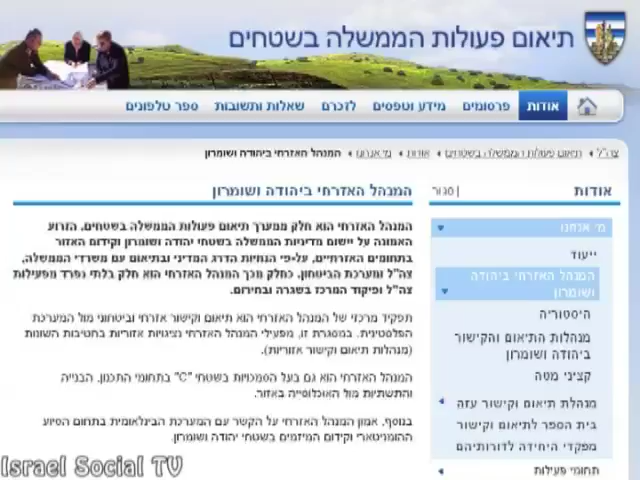 תיאום פעולות הממשלה בשטחים
אודות פרסומים מידע וטפסים לזכרם שאלות ותשובות ספר טלפונים
צה"ל תיאום פעולות הממשלה בשטחים אודות מי אנחנו המנהל האזרחי ביהודה ושומרון
אודות
סגור
מי אנחנו
ייעוד
המנהל האזרחי ביהודה
ושומרון
היסטוריה
מנהלות התיאום והקישור
ביהודה ושומרון
קציני מטה
מנהלת תיאום וקישור עזה
בית הספר לתיאום וקישור
מפקדי היחידה לדורותיהם
תחומי פעילות
המנהל האזרחי ביהודה ושומרון
המנהל האזרחי הוא חלק ממערך תיאום פעולות הממשלה בשטחים, הזרוע
האמונה על יישום מדיניות הממשלה בשטחי יהודה ושומרון וקידום האזור
בתחומים האזרחיים, על-פי הנחיות הדרג המדיני ובתיאום עם משרדי הממשלה,
צה"ל ומערכת הביטחון. כחלק מכך המנהל האזרחי הוא חלק בלתי נפרד מפעילות
צה"ל ופיקוד המרכז בשגרה ובחירום.
תפקיד מרכזי של המנהל האזרחי הוא תיאום וקישור אזרחי וביטחוני מול המערכת
הפלסטינית. במסגרת זו, מפעילי המנהל האזרחי נציגויות אזוריות בחטיבות השונות
(מנהלות תיאום וקישור אזוריות).
המנהל האזרחי הוא גם בעל הסמכויות בשטחי "C" בתחומי התכנון, הבנייה
והתשתיות מול האוכלוסייה באזור.
בנוסף, אמון המנהל האזרחי על הקשר עם המערכת הבינלאומית בתחום הסיוע
ההומניטארי וקידום המיזמים בשטחי יהודה ושומרון.
Israel Social TV